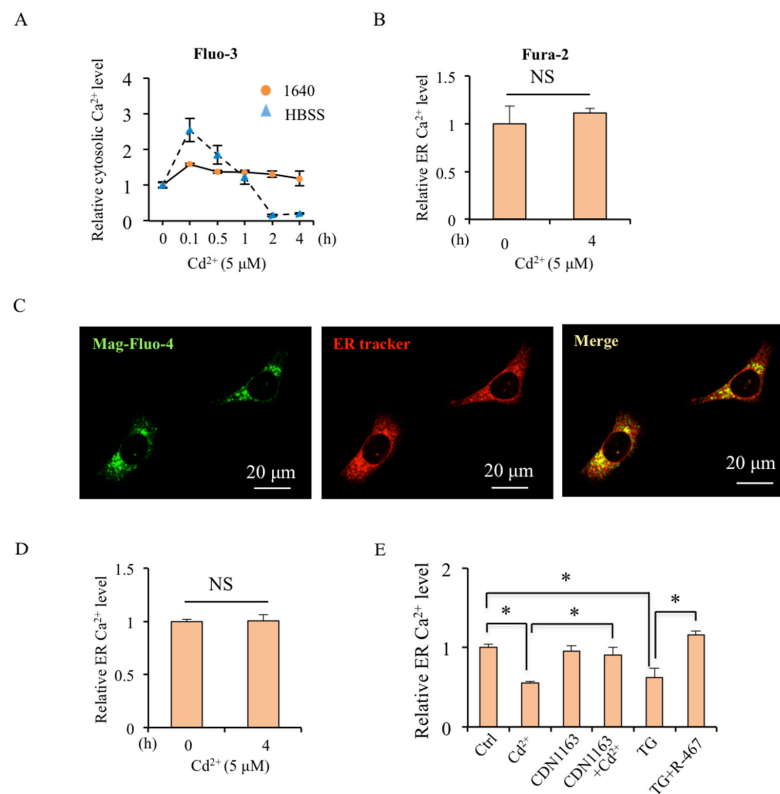 A
Fluo-3
Relative cytosolic Ca²⁺ level
4
3
2
1
0
1640
HBSS
0 0.1 0.5 1 2 4 (h)
Cd²⁺ (5 μM)
B
Fura-2
Relative ER Ca²⁺ level
1.5
1
0.5
0
NS
(h) 0 4
Cd²⁺ (5 μM)
C
Mag-Fluo-4
20 μm
ER tracker
20 μm
Merge
20 μm
D
Relative ER Ca²⁺ level
1.5
1
0.5
0
NS
(h) 0 4
Cd²⁺ (5 μM)
E
Relative ER Ca²⁺ level
2
1
0
* * * *
Ctrl
Cd²⁺
CDN1163
CDN1163
+Cd²⁺
TG
TG+R-467